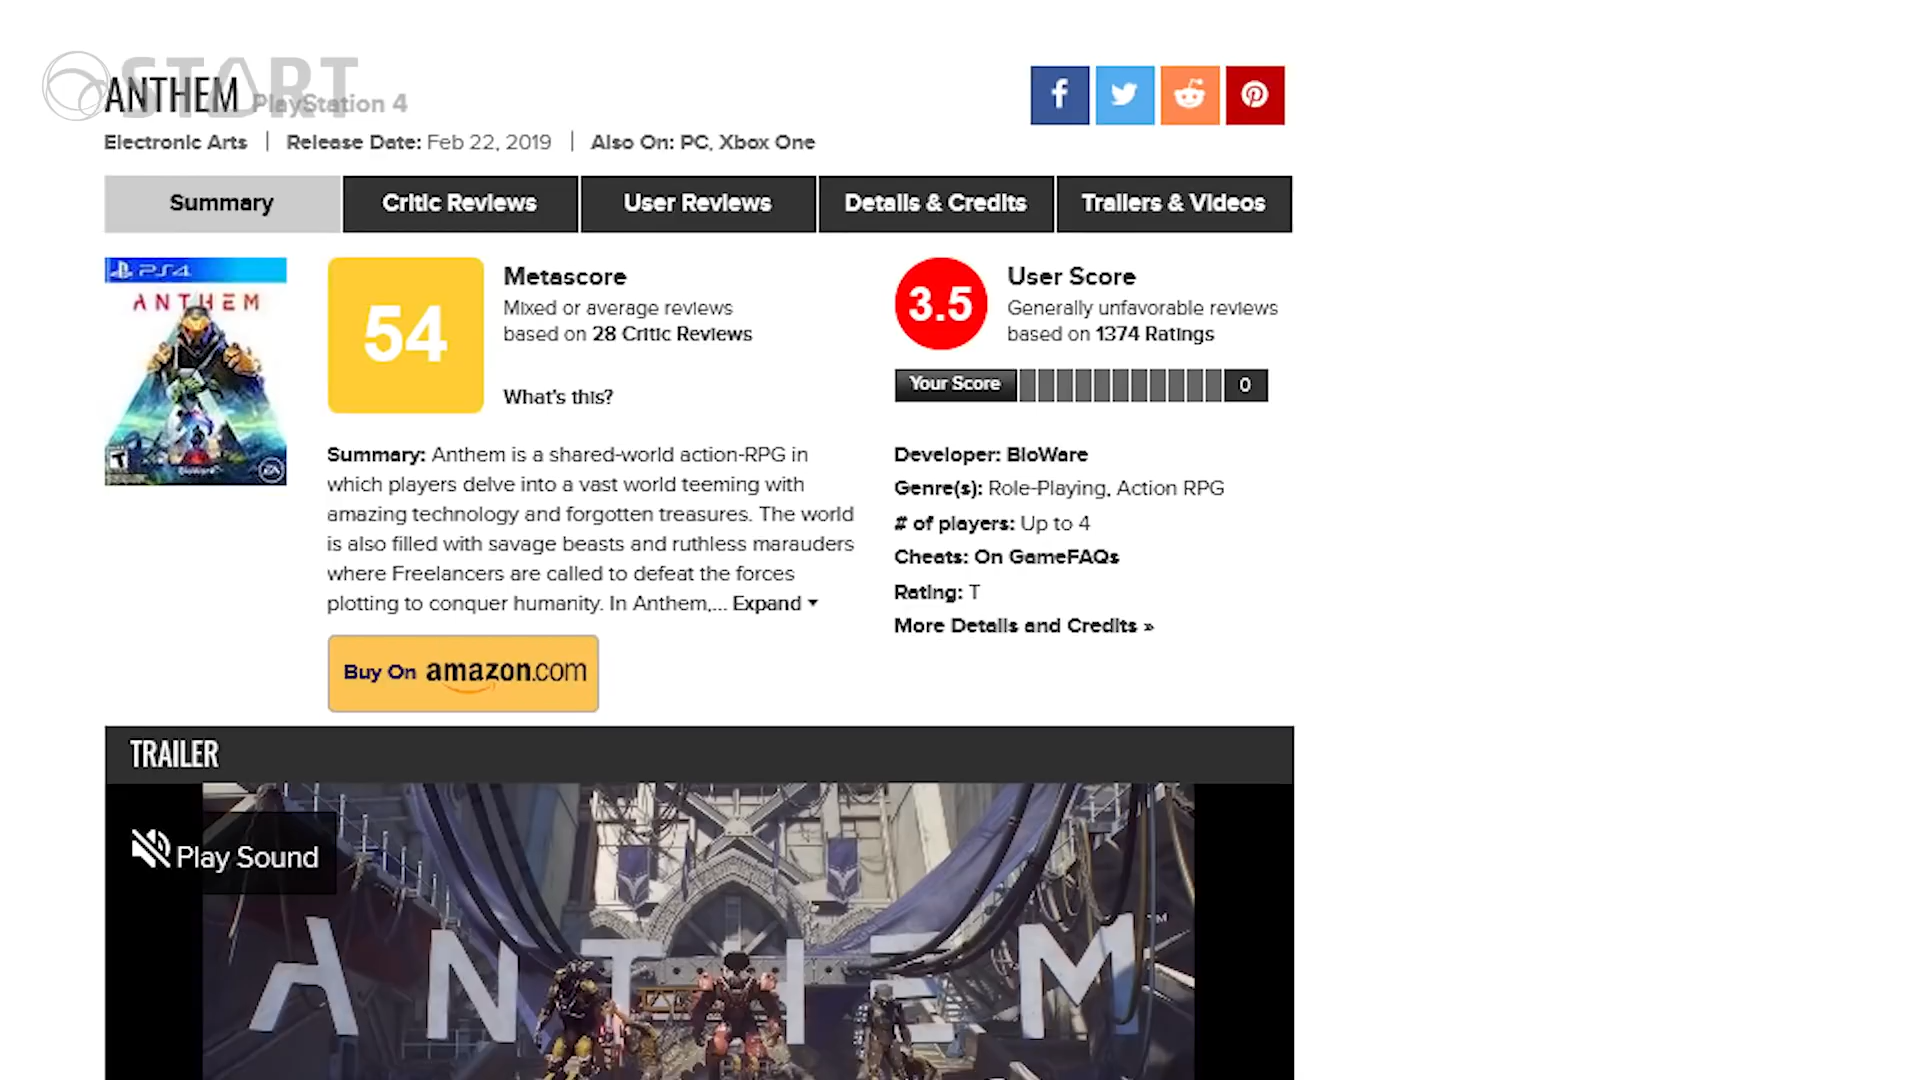 START
ANTHEM PlayStation 4
Electronic Arts | Release Date: Feb 22, 2019 | Also On: PC, Xbox One
Summary
Critic Reviews
User Reviews
Details & Credits
Trailers & Videos
PS4
ANTHEM
T
BioWare
EA
54
Metascore
Mixed or average reviews
based on 28 Critic Reviews
What's this?
3.5
User Score
Generally unfavorable reviews
based on 1374 Ratings
Your Score
0
Summary: Anthem is a shared-world action-RPG in
which players delve into a vast world teeming with
amazing technology and forgotten treasures. The world
is also filled with savage beasts and ruthless marauders
where Freelancers are called to defeat the forces
plotting to conquer humanity. In Anthem,... Expand
Buy On amazon.com
Developer: BioWare
Genre(s): Role-Playing, Action RPG
# of players: Up to 4
Cheats: On GameFAQs
Rating: T
More Details and Credits »
TRAILER
Play Sound
ANTHEM™